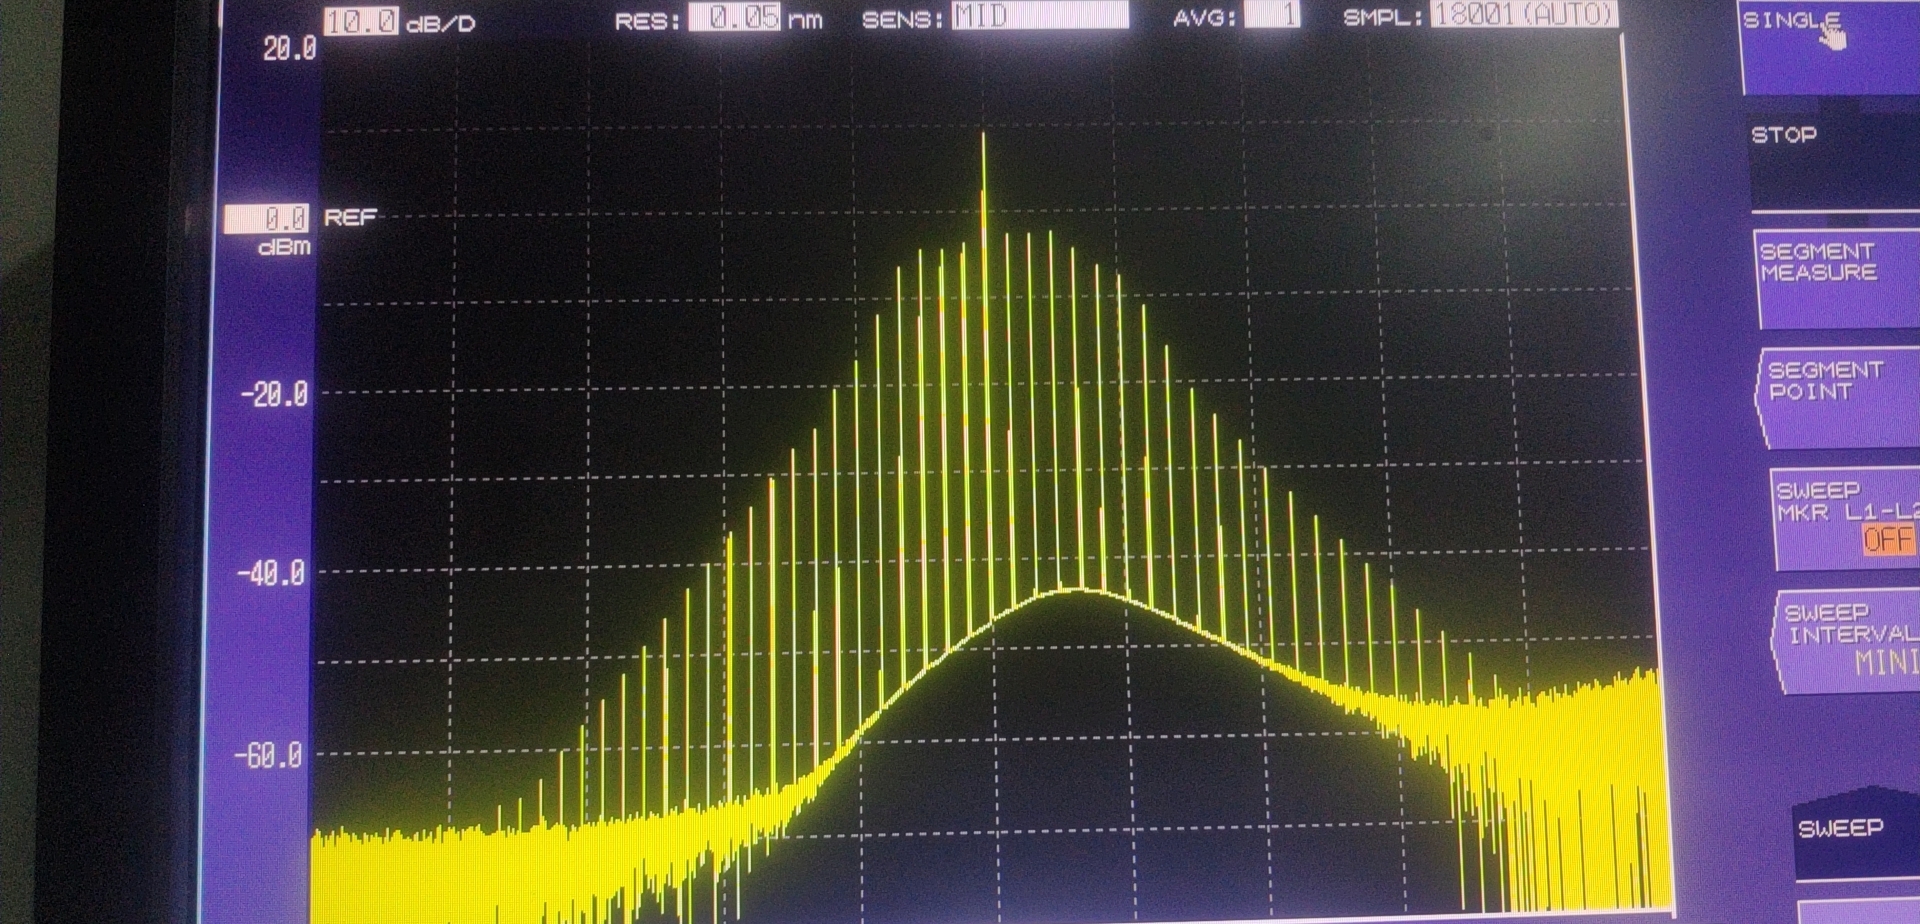 10.0 dB/D RES: 0.05 nm SENS: MID AVG: 1 SMPL: 18001(AUTO)
20.0
0.0 REF
dBm
-20.0
-40.0
-60.0
SINGLE
STOP
SEGMENT
MEASURE
SEGMENT
POINT
SWEEP
MKR L1-L2
OFF
SWEEP
INTERVAL
MINI
SWEEP